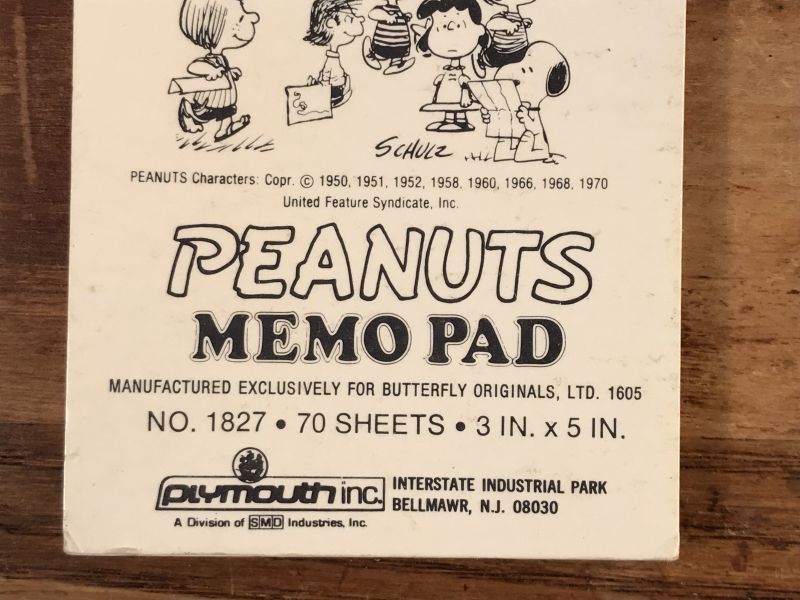 SCHULZ
PEANUTS Characters: Copr. © 1950, 1951, 1952, 1958. 1960, 1966, 1968, 1970
United Feature Syndicate, Inc.
PEANUTS
MEMO PAD
MANUFACTURED EXCLUSIVELY FOR BUTTERFLY ORIGINALS, LTD. 1605
NO. 1827 • 70 SHEETS • 3 IN. x 5 IN.
plymouth inc.
INTERSTATE INDUSTRIAL PARK
BELLMAWR, N.J. 08030
A Division of SMD Industries, Inc.